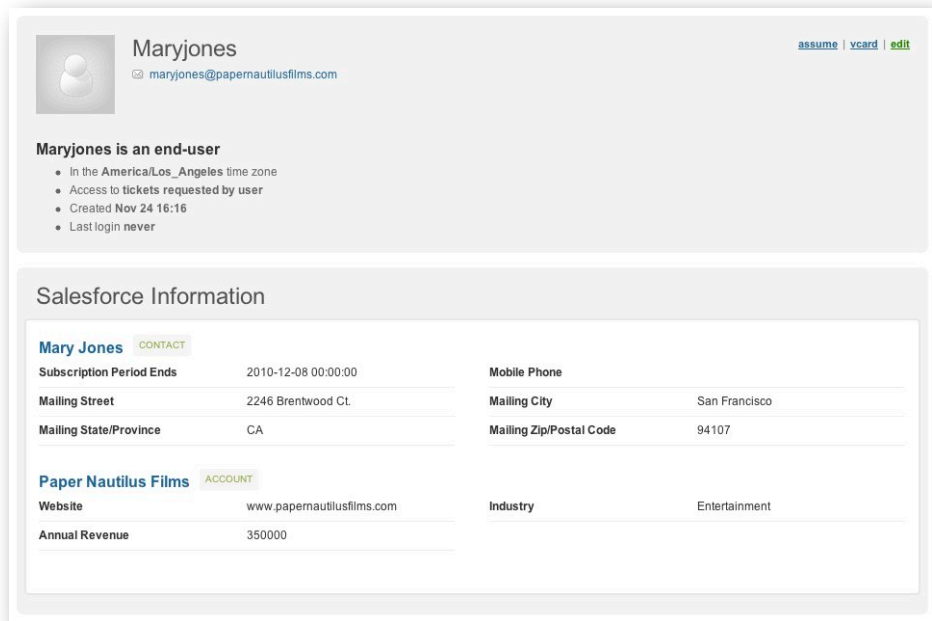 Maryjones
assume | vcard | edit
maryjones@papernautilusfilms.com
Maryjones is an end-user
• In the America/Los_Angeles time zone
• Access to tickets requested by user
• Created Nov 24 16:16
• Last login never
Salesforce Information
Mary Jones CONTACT
Subscription Period Ends 2010-12-08 00:00:00 Mobile Phone
Mailing Street 2246 Brentwood Ct. Mailing City San Francisco
Mailing State/Province CA Mailing Zip/Postal Code 94107
Paper Nautilus Films ACCOUNT
Website www.papernautilusfilms.com Industry Entertainment
Annual Revenue 350000